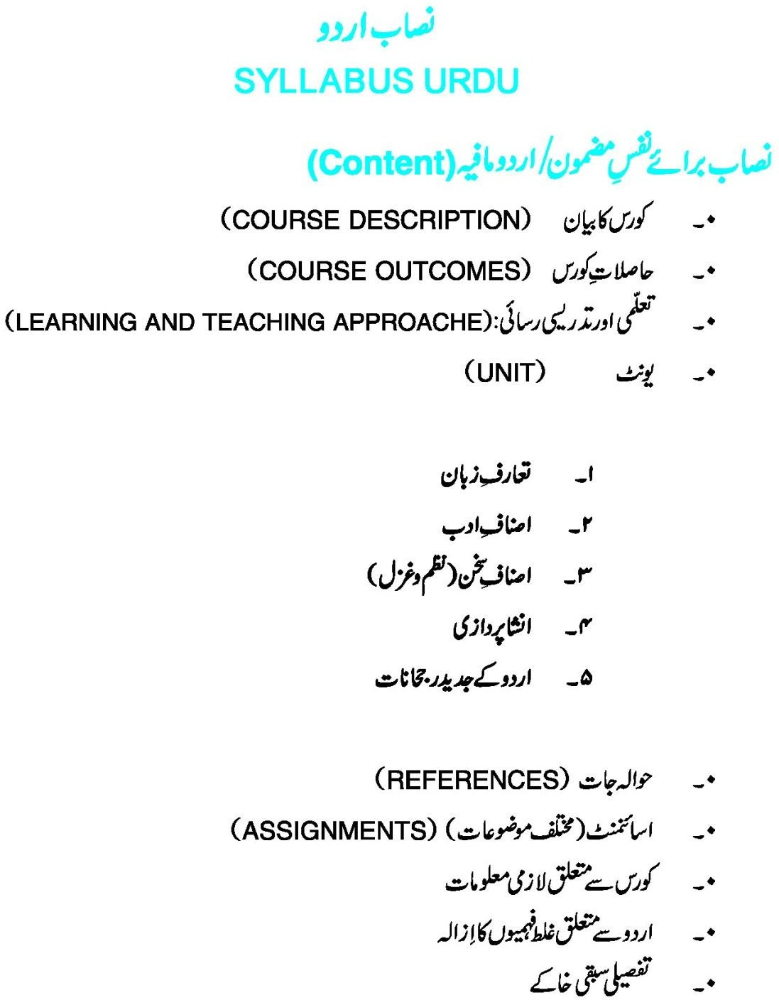 نصاب اردو
SYLLABUS URDU
نصاب برائے نفسِ مضمون/اردو مافیہ (Content)
•۔ کورس کا بیان (COURSE DESCRIPTION)
•۔ حاصلاتِ کورس (COURSE OUTCOMES)
•۔ تعلّمی اور تدریسی رسائی: (LEARNING AND TEACHING APPROACHE)
•۔ یونٹ (UNIT)
۱۔ تعارفِ زبان
۲۔ اصنافِ ادب
۳۔ اصنافِ سخن (نظم و غزل)
۴۔ انشا پردازی
۵۔ اردو کے جدید رجحانات
•۔ حوالہ جات (REFERENCES)
•۔ اسائنمنٹ (مختلف موضوعات) (ASSIGNMENTS)
•۔ کورس سے متعلق لازمی معلومات
•۔ اردو سے متعلق غلط فہمیوں کا اِزالہ
•۔ تفصیلی سبقی خاکے